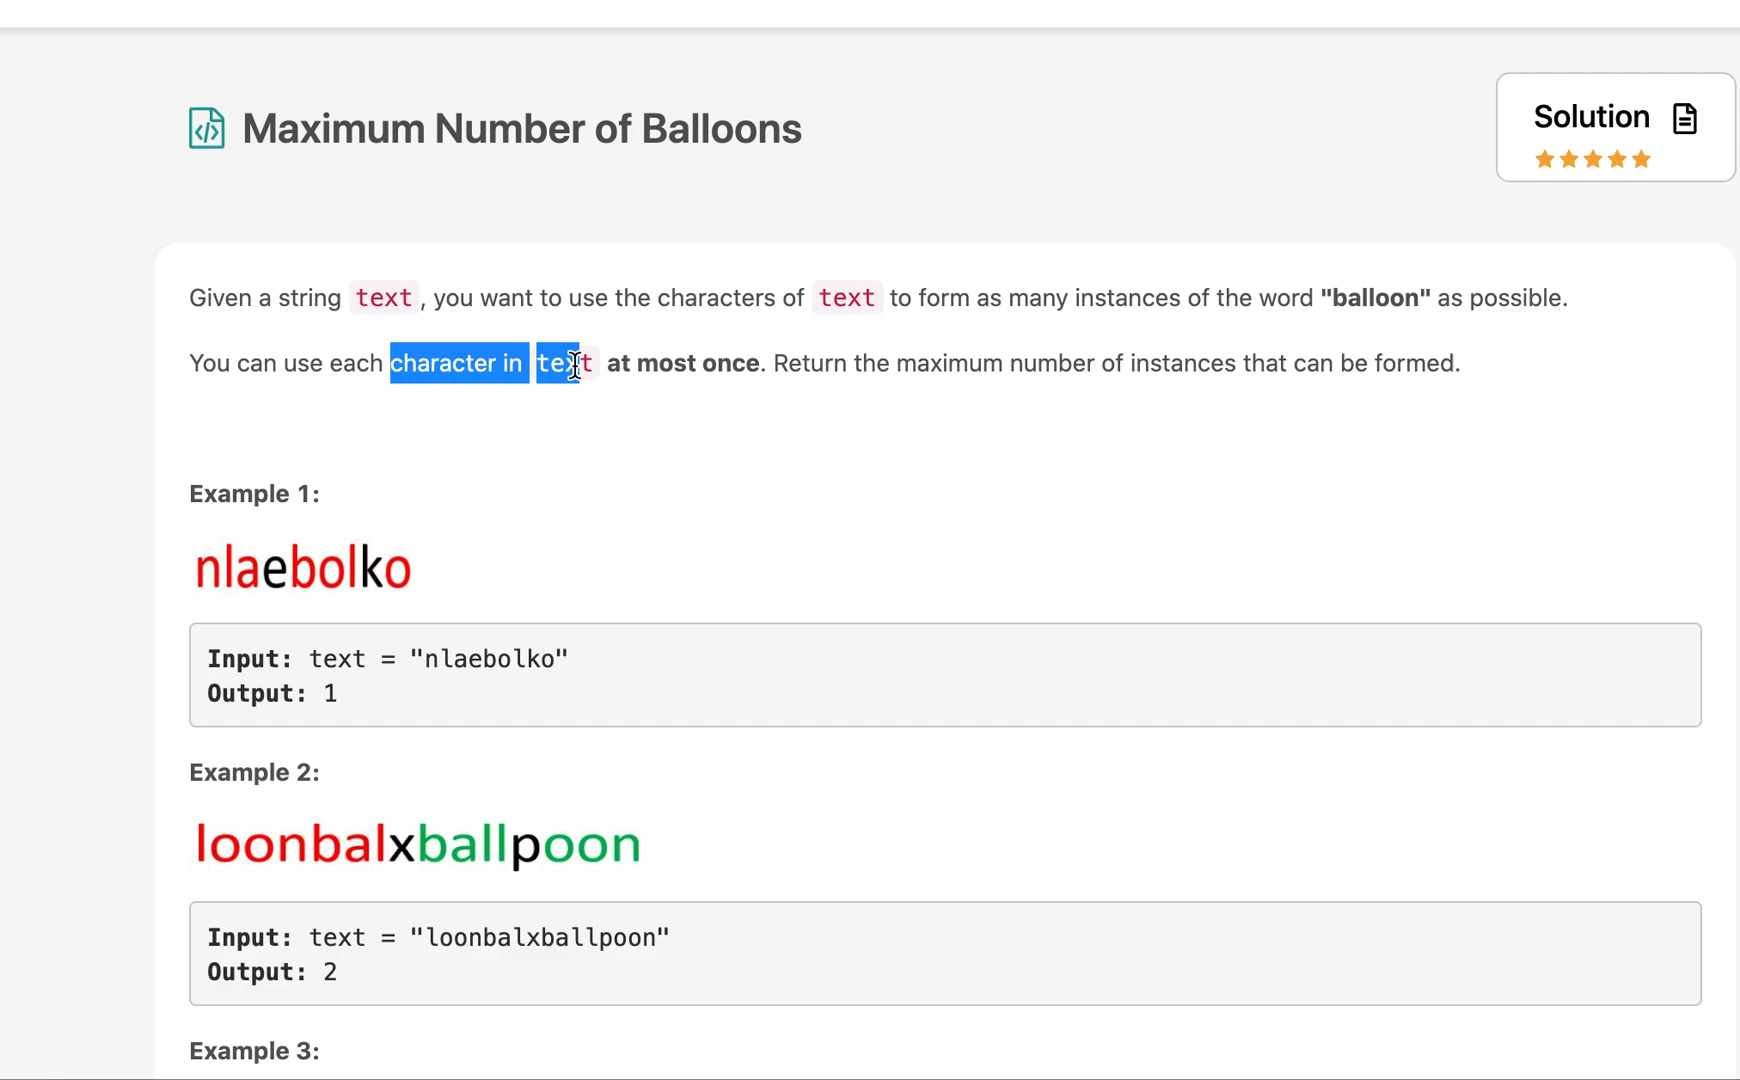 Maximum Number of Balloons
Solution
Given a string text, you want to use the characters of text to form as many instances of the word "balloon" as possible.
You can use each character in text at most once. Return the maximum number of instances that can be formed.
Example 1:
nlaebolko
Input: text = "nlaebolko"
Output: 1
Example 2:
loonbalxballpoon
Input: text = "loonbalxballpoon"
Output: 2
Example 3: